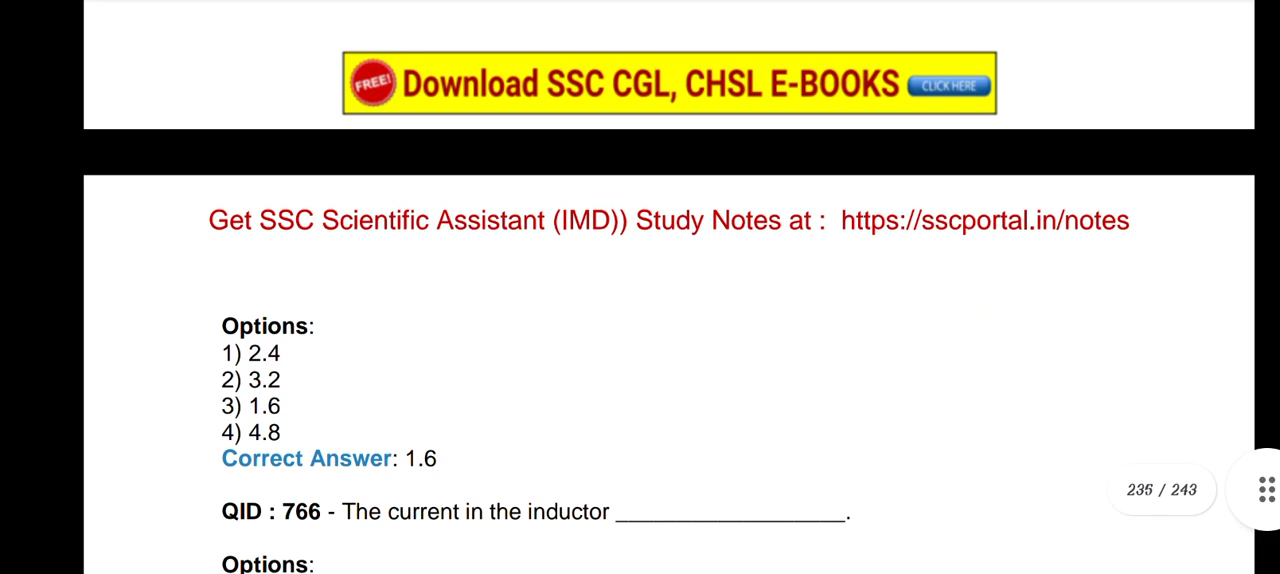 FREE! Download SSC CGL, CHSL E-BOOKS CLICK HERE
Get SSC Scientific Assistant (IMD)) Study Notes at : https://sscportal.in/notes
Options:
1) 2.4
2) 3.2
3) 1.6
4) 4.8
Correct Answer: 1.6
235 / 243
QID : 766 - The current in the inductor ___________________.
Options: